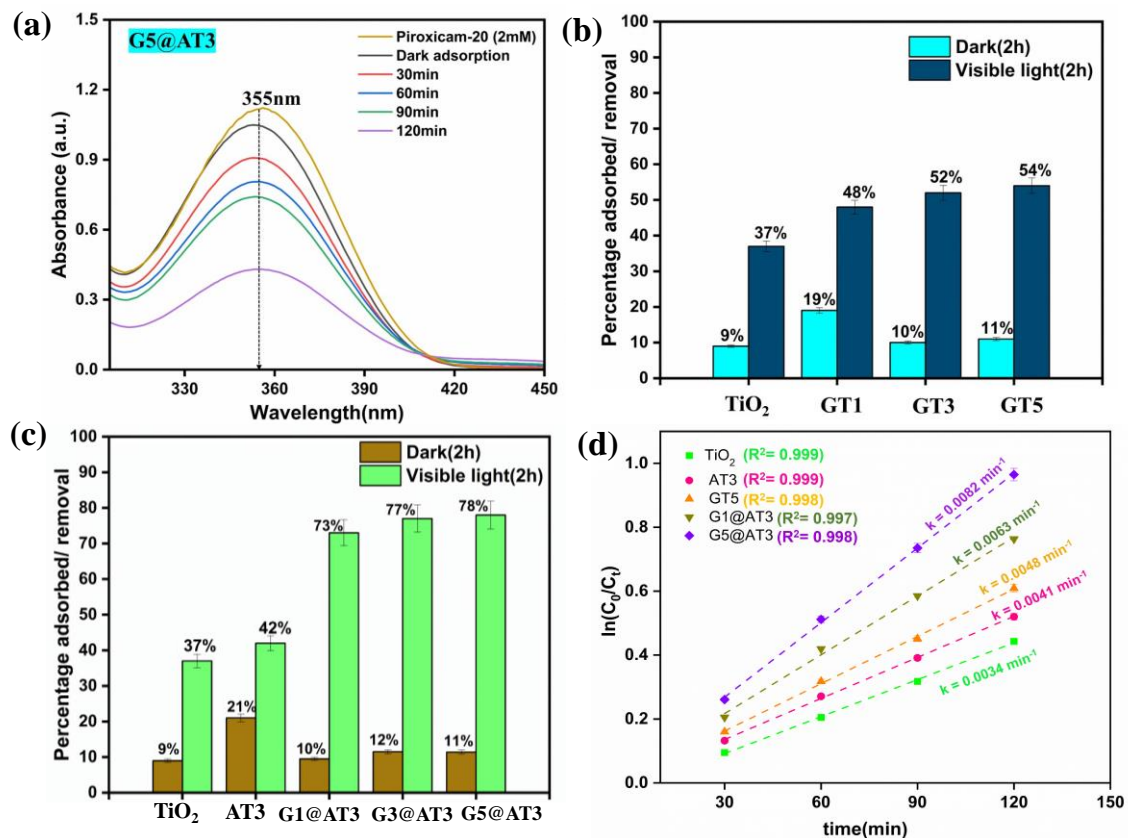 (a)
G5@AT3
Piroxicam-20 (2mM)
Dark adsorption
30min
60min
90min
120min
355nm
1.5
1.2
0.9
0.6
0.3
0.0
Absorbance (a.u.)
330
360
390
420
450
Wavelength(nm)
(b)
Dark(2h)
Visible light(2h)
100
90
80
70
60
50
40
30
20
10
0
Percentage adsorbed/ removal
9%
37%
19%
48%
10%
52%
11%
54%
TiO₂
GT1
GT3
GT5
(c)
Dark(2h)
Visible light(2h)
100
90
80
70
60
50
40
30
20
10
0
Percentage adsorbed/ removal
9%
37%
21%
42%
10%
73%
12%
77%
11%
78%
TiO₂
AT3
G1@AT3
G3@AT3
G5@AT3
(d)
TiO₂ (R²= 0.999)
AT3 (R²= 0.999)
GT5 (R²= 0.998)
G1@AT3 (R²= 0.997)
G5@AT3 (R²= 0.998)
k = 0.0082 min⁻¹
k = 0.0063 min⁻¹
k = 0.0048 min⁻¹
k = 0.0041 min⁻¹
k = 0.0034 min⁻¹
1.0
0.8
0.6
0.4
0.2
0.0
ln(C₀/Cₜ)
30
60
90
120
150
time(min)